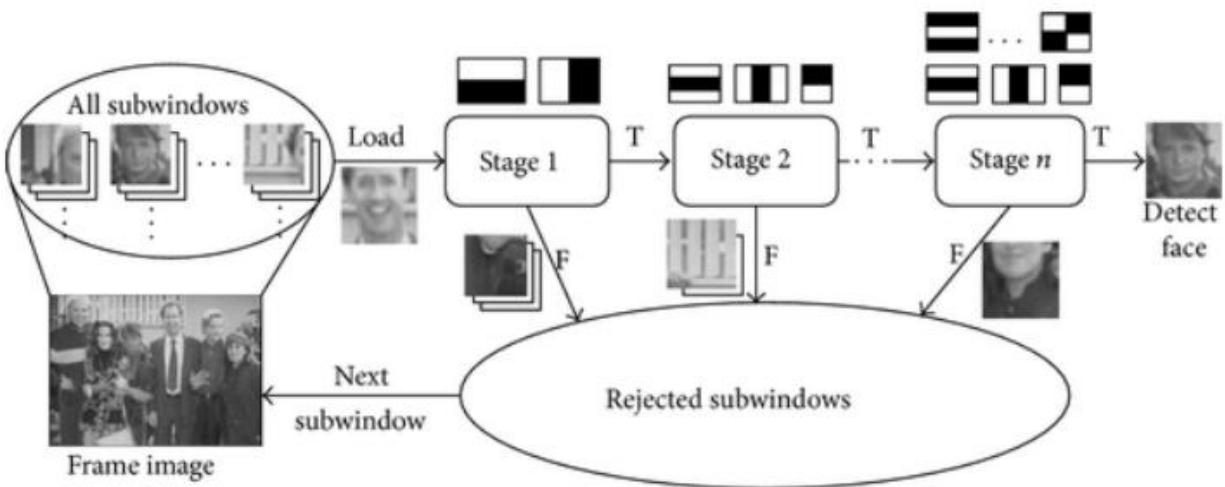 All subwindows
Load
T
T
T
Stage 1
Stage 2
Stage n
Detect
face
F
F
F
Next
subwindow
Rejected subwindows
Frame image